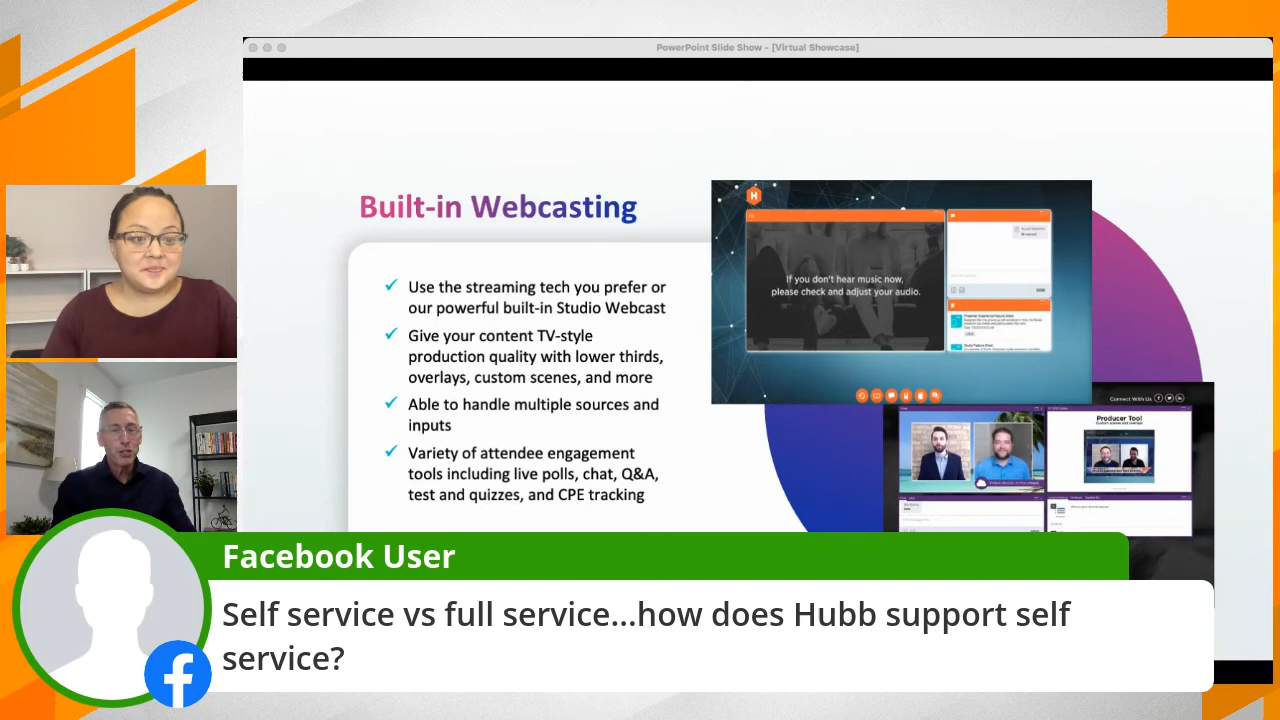 PowerPoint Slide Show - [Virtual Showcase]
Built-in Webcasting
✓ Use the streaming tech you prefer or
our powerful built-in Studio Webcast
✓ Give your content TV-style
production quality with lower thirds,
overlays, custom scenes, and more
✓ Able to handle multiple sources and
inputs
✓ Variety of attendee engagement
tools including live polls, chat, Q&A,
test and quizzes, and CPE tracking
H
If you don't hear music now,
please check and adjust your audio.
Connect With Us
Producer Tool
Custom scenes and overlays
Facebook User
Self service vs full service...how does Hubb support self
service?